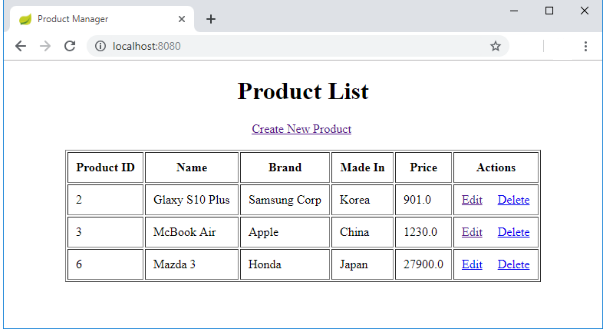 Product Manager
localhost:8080
Product List
Create New Product
Product ID Name Brand Made In Price Actions
2 Glaxy S10 Plus Samsung Corp Korea 901.0 Edit Delete
3 McBook Air Apple China 1230.0 Edit Delete
6 Mazda 3 Honda Japan 27900.0 Edit Delete